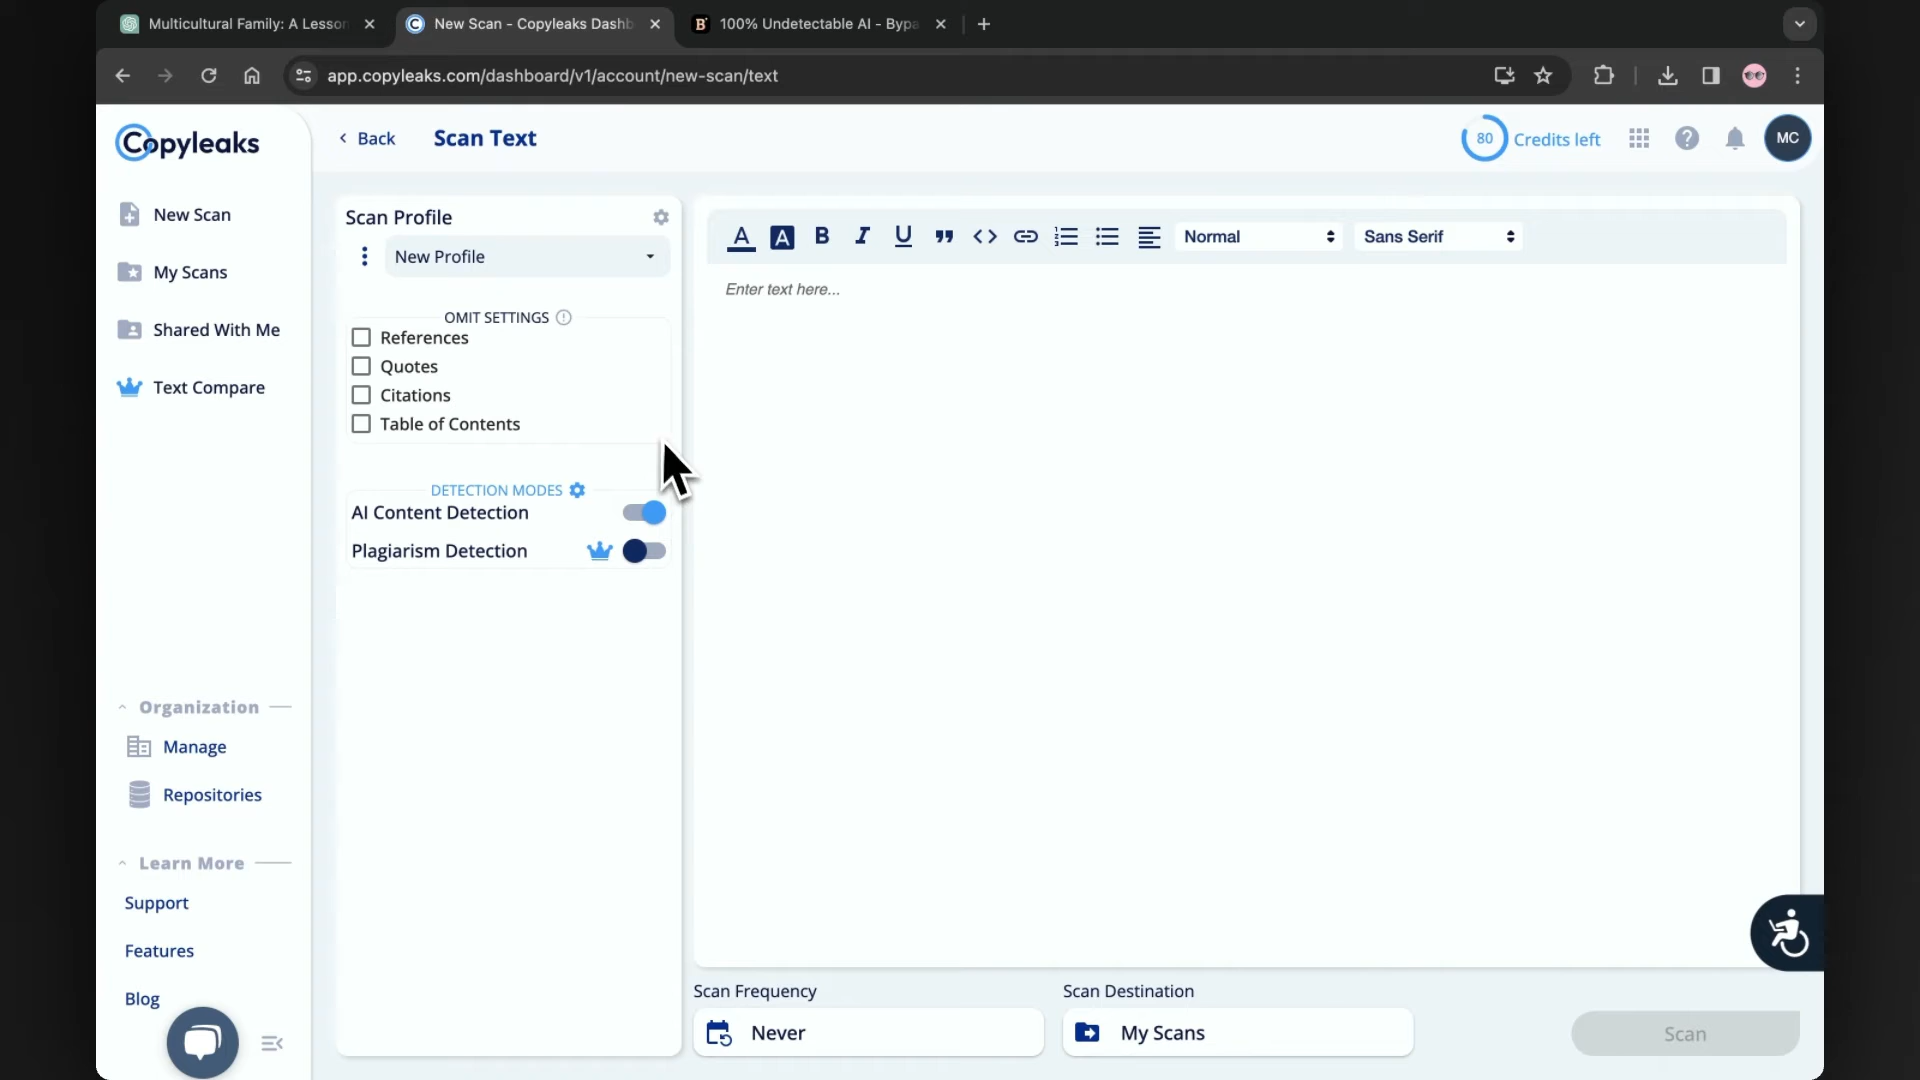 Multicultural Family: A Lesson
New Scan - Copyleaks Dashb
100% Undetectable AI - Bypa
app.copyleaks.com/dashboard/v1/account/new-scan/text
Copyleaks
Back
Scan Text
80
Credits left
MC
New Scan
My Scans
Shared With Me
Text Compare
Organization
Manage
Repositories
Learn More
Support
Features
Blog
Scan Profile
New Profile
OMIT SETTINGS
References
Quotes
Citations
Table of Contents
DETECTION MODES
AI Content Detection
Plagiarism Detection
Normal
Sans Serif
Enter text here...
Scan Frequency
Never
Scan Destination
My Scans
Scan